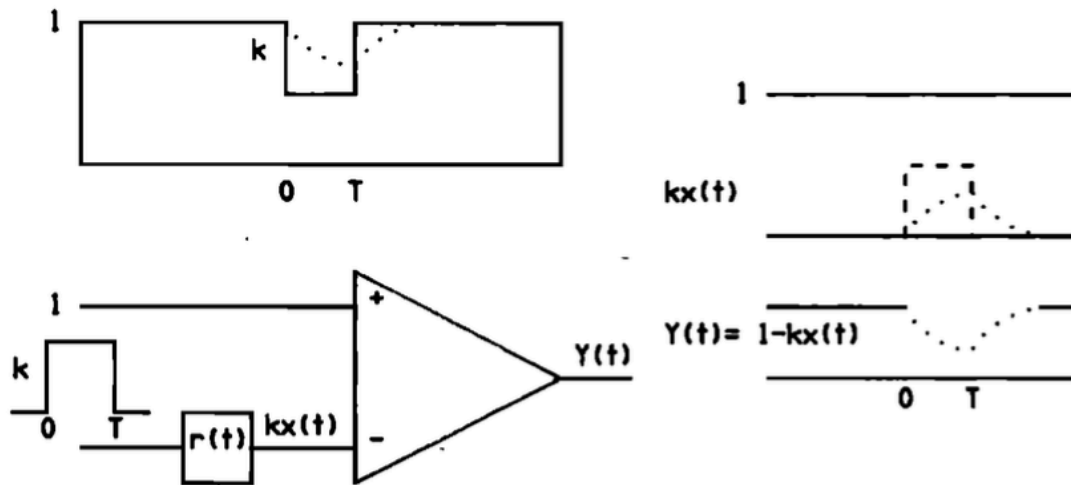 1
k
0 T
1
kx(t)
1
+
Y(t)= 1-kx(t)
Y(t)
k
0 T
0 T
r(t)
kx(t)
-